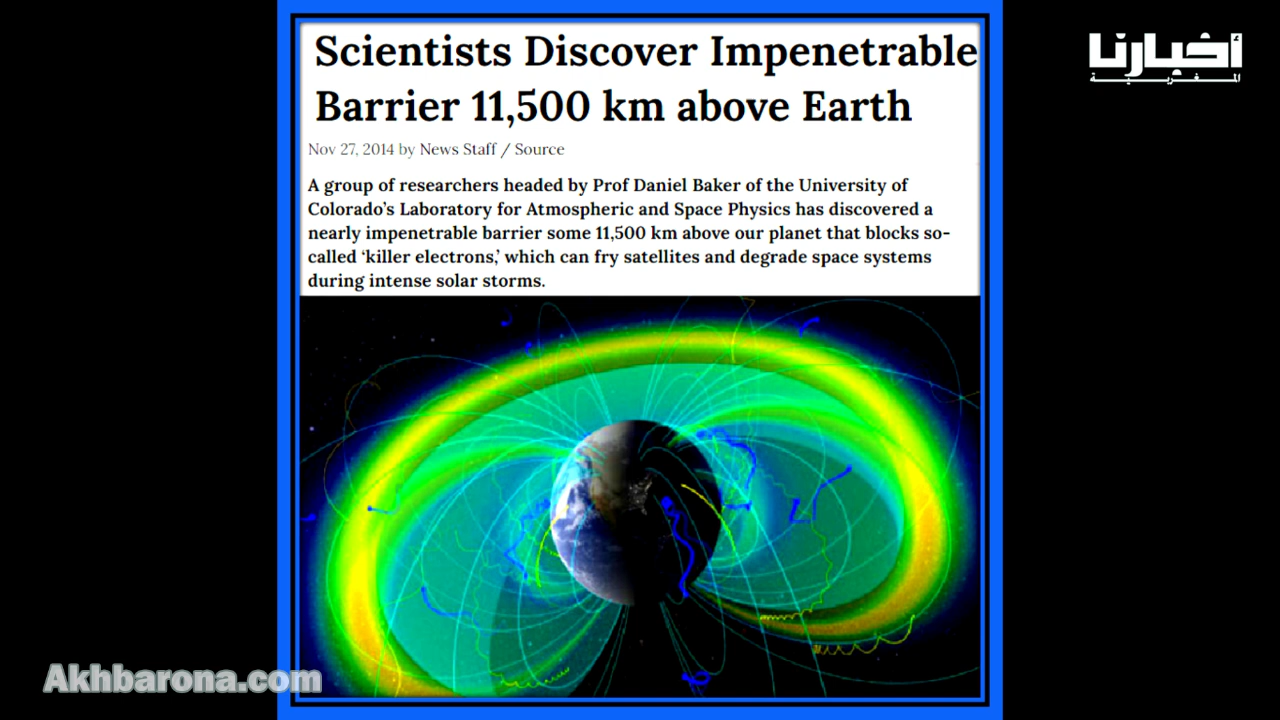 Scientists Discover Impenetrable
Barrier 11,500 km above Earth
Nov 27, 2014 by News Staff / Source
A group of researchers headed by Prof Daniel Baker of the University of
Colorado’s Laboratory for Atmospheric and Space Physics has discovered a
nearly impenetrable barrier some 11,500 km above our planet that blocks so-
called ‘killer electrons,’ which can fry satellites and degrade space systems
during intense solar storms.
أخبارنا
المغربية
Akhbarona.com